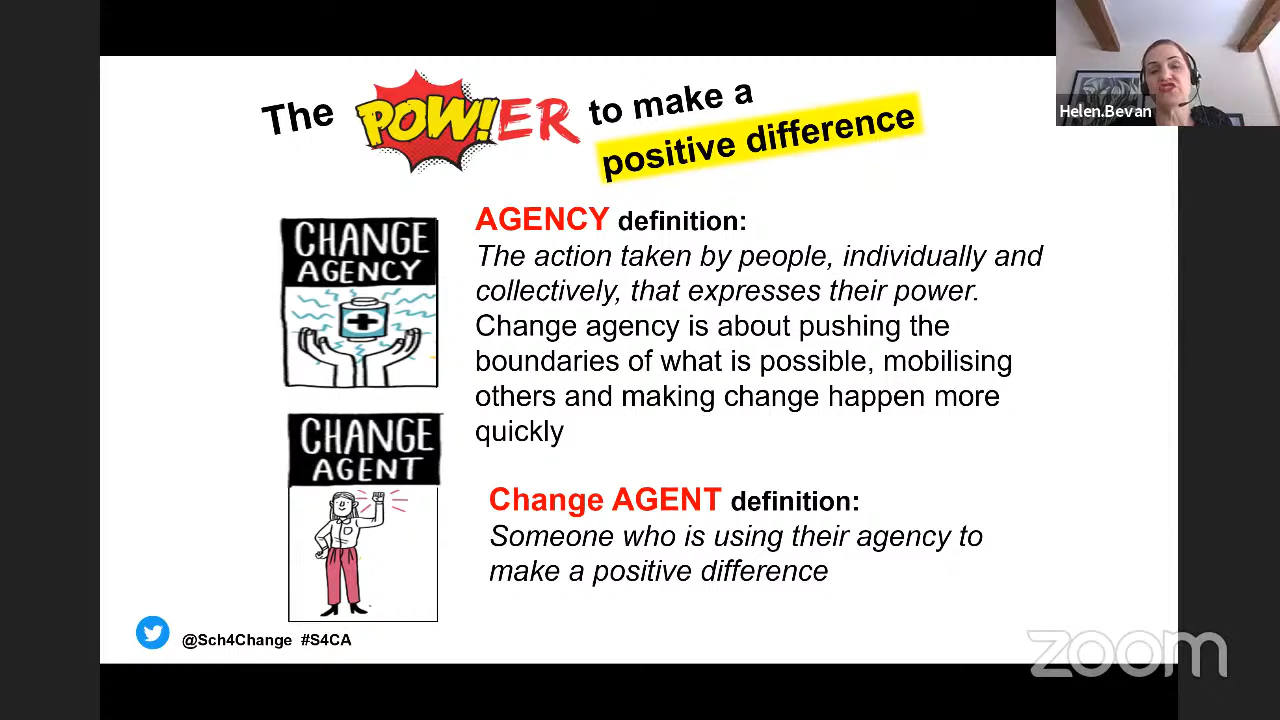 The POW!ER to make a
positive difference
Helen.Bevan
CHANGE
AGENCY
AGENCY definition:
The action taken by people, individually and
collectively, that expresses their power.
Change agency is about pushing the
boundaries of what is possible, mobilising
others and making change happen more
quickly
CHANGE
AGENT
Change AGENT definition:
Someone who is using their agency to
make a positive difference
@Sch4Change #S4CA
zoom